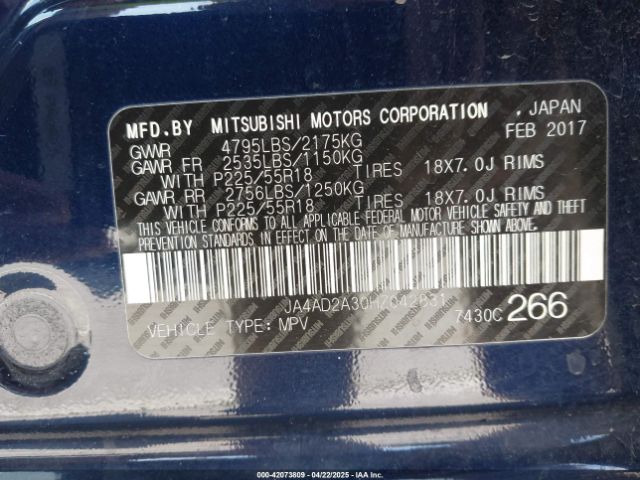 MFD.BY MITSUBISHI MOTORS CORPORATION , JAPAN
FEB 2017
GVWR 4795LBS/2175KG
GAWR FR 2535LBS/1150KG
WITH P225/55R18 TIRES 18X7.0J RIMS
GAWR RR 2756LBS/1250KG
WITH P225/55R18 TIRES 18X7.0J RIMS
THIS VEHICLE CONFORMS TO ALL APPLICABLE FEDERAL MOTOR VEHICLE SAFETY AND THEFT
PREVENTION STANDARDS IN EFFECT ON THE DATE OF MANUFACTURE SHOWN ABOVE.
VEHICLE TYPE: MPV
7430C 266
000-42073809 - 04/22/2025 - IAA Inc.